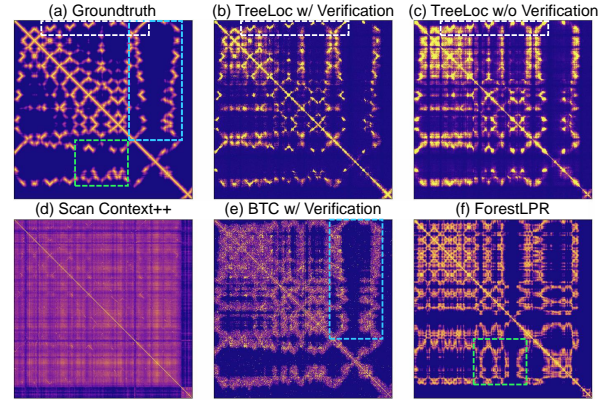 (a) Groundtruth
(b) TreeLoc w/ Verification
(c) TreeLoc w/o Verification
(d) Scan Context++
(e) BTC w/ Verification
(f) ForestLPR